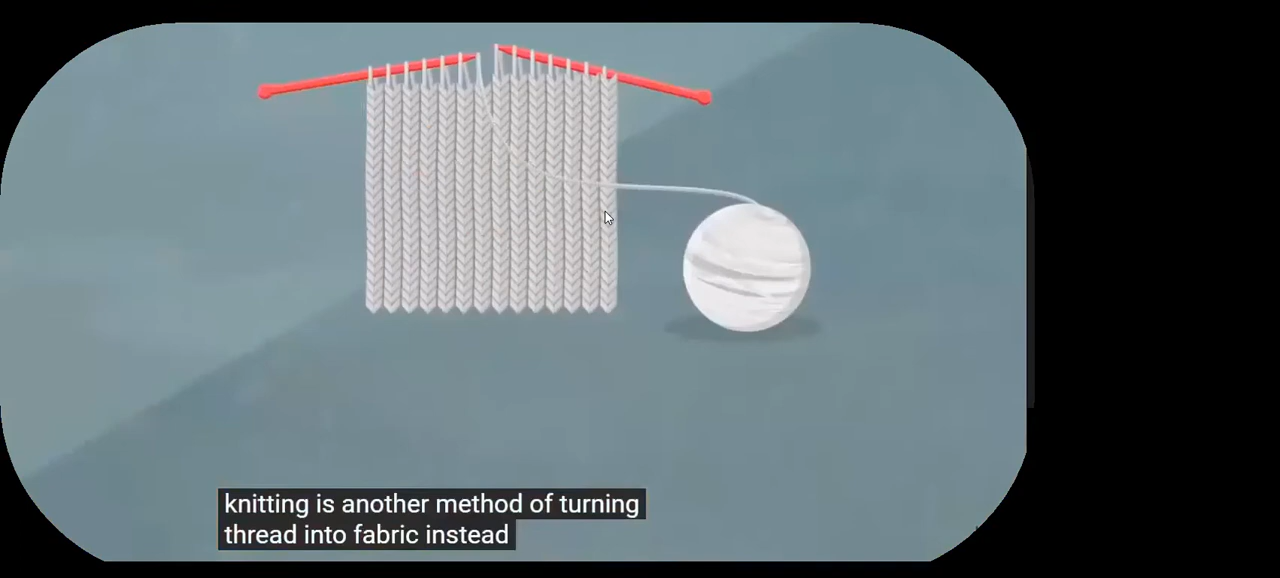 knitting is another method of turning
thread into fabric instead